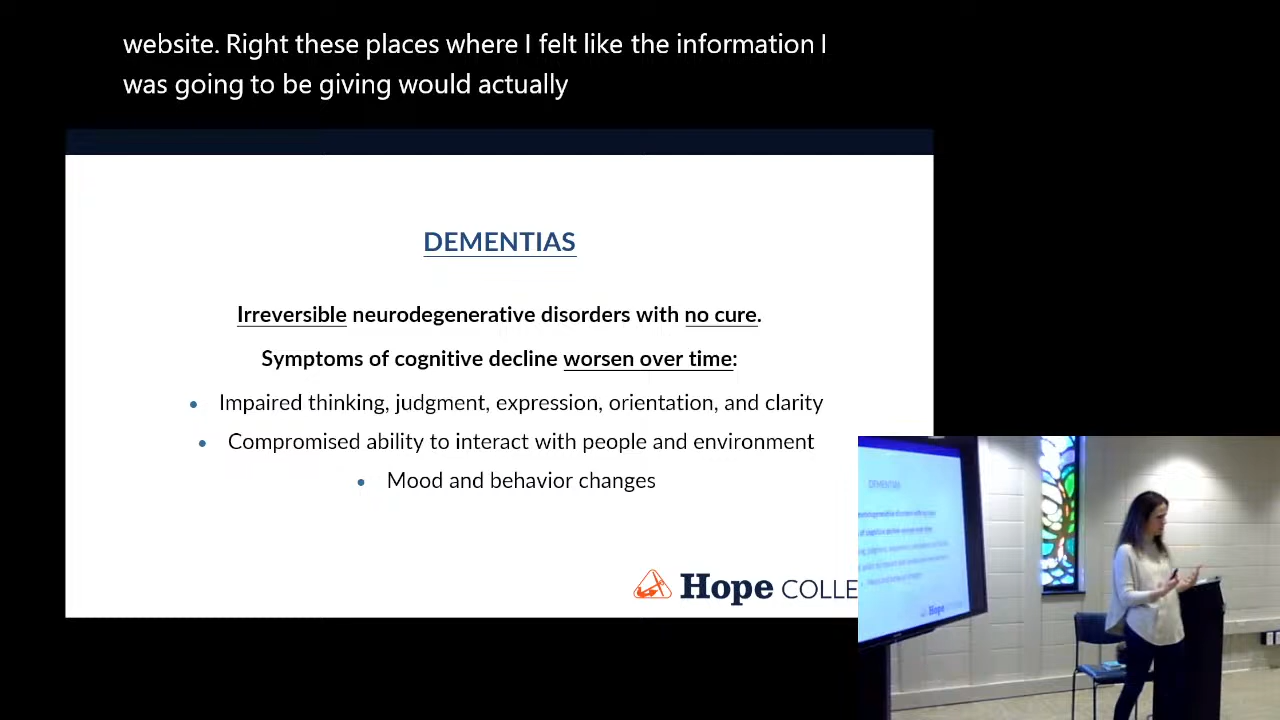 website. Right these places where I felt like the information I
was going to be giving would actually
DEMENTIAS
Irreversible neurodegenerative disorders with no cure.
Symptoms of cognitive decline worsen over time:
• Impaired thinking, judgment, expression, orientation, and clarity
• Compromised ability to interact with people and environment
• Mood and behavior changes
Hope COLLE
DEMENTIAS
Hope